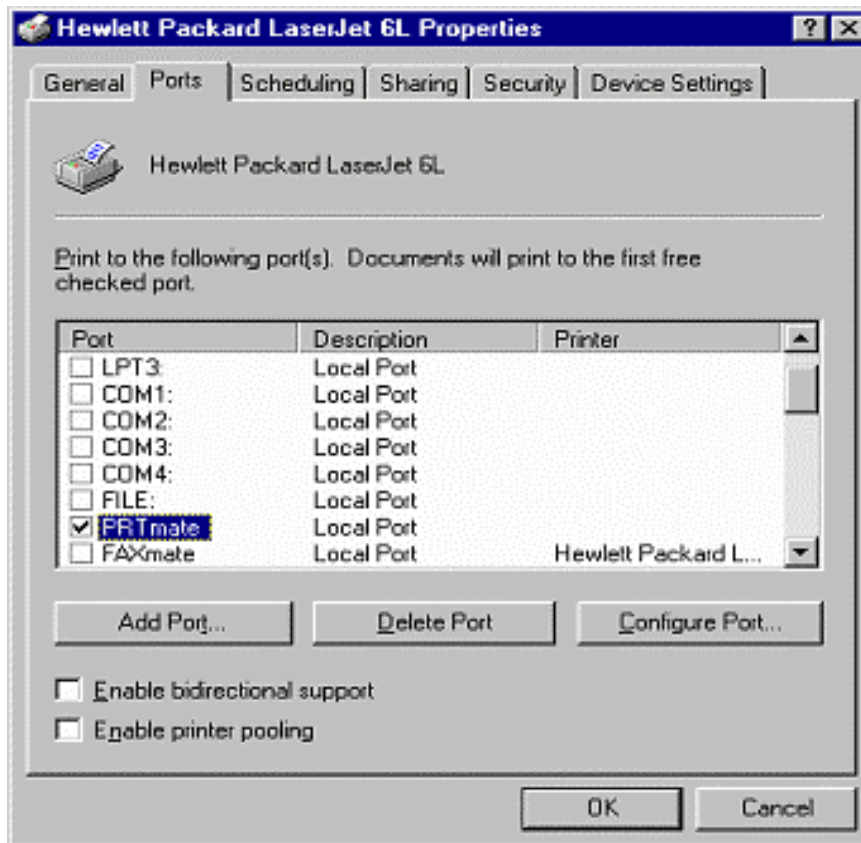 Hewlett Packard LaserJet 6L Properties
General Ports Scheduling Sharing Security Device Settings
Hewlett Packard LaserJet 6L
Print to the following port(s). Documents will print to the first free
checked port.
Port Description Printer
LPT3: Local Port
COM1: Local Port
COM2: Local Port
COM3: Local Port
COM4: Local Port
FILE: Local Port
PRTmate Local Port
FAXmate Local Port Hewlett Packard L...
Add Port... Delete Port Configure Port...
Enable bidirectional support
Enable printer pooling
OK Cancel